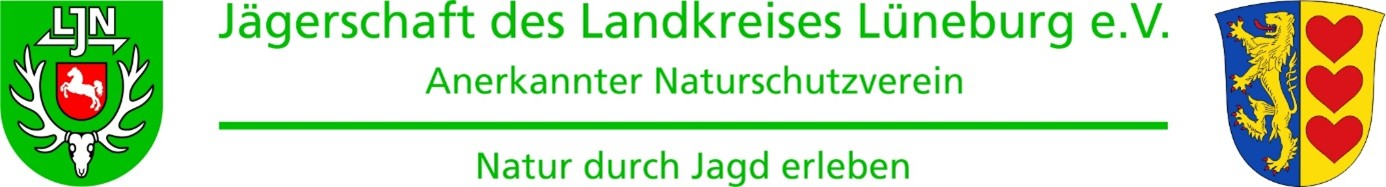 LJN
Jägerschaft des Landkreises Lüneburg e.V.
Anerkannter Naturschutzverein
Natur durch Jagd erleben